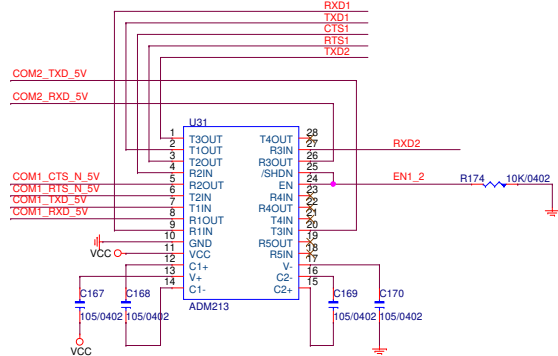 RXD1
TXD1
CTS1
RTS1
TXD2
COM2_TXD_5V
COM2_RXD_5V
U31
1 T3OUT T4OUT 28
2 T1OUT R3IN 27 RXD2
3 T2OUT R3OUT 26
4 R2IN /SHDN 25
COM1_CTS_N_5V 5 R2OUT EN 24 EN1_2 R174 10K/0402
COM1_RTS_N_5V 6 T2IN R4IN 23
COM1_TXD_5V 7 T1IN R4OUT 22
COM1_RXD_5V 8 R1OUT T4IN 21
9 R1IN T3IN 20
10 GND R5OUT 19
VCC 11 VCC R5IN 18
12 C1+ V- 17
13 V+ C2- 16
14 C1- C2+ 15
ADM213
C167 C168 C169 C170
105/0402 105/0402 105/0402 105/0402
VCC